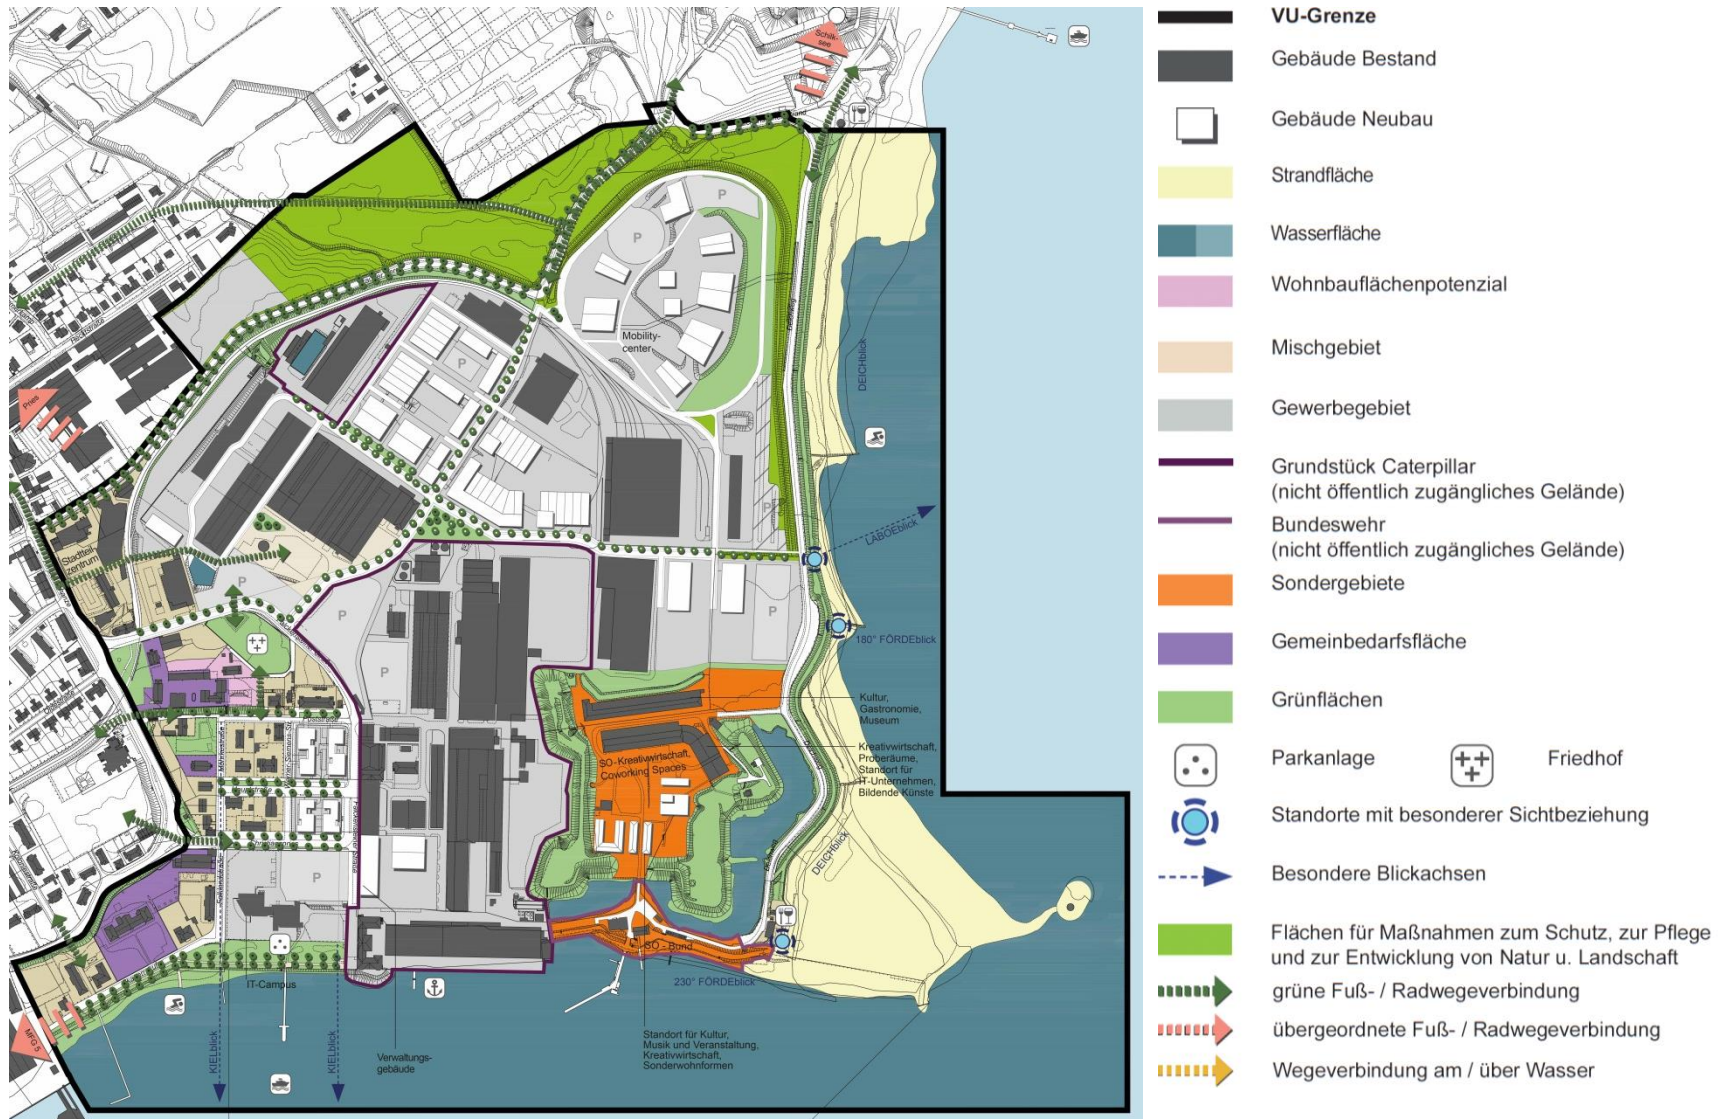 Schilk-
see
Pries
Mobility-
center
P
P
P
P
P
P
P
P
P
DEICHblick
LABOEblick
Stadtteil-
zentrum
180° FÖRDEblick
Kultur,
Gastronomie,
Museum
SO-Kreativwirtschaft,
Coworking Spaces
Kreativwirtschaft,
Proberäume,
Standort für
IT-Unternehmen,
Bildende Künste
DEICHblick
SO - Bund
230° FÖRDEblick
IT-Campus
MFG 5
KIELblick
KIELblick
Verwaltungs-
gebäude
Standort für Kultur,
Musik und Veranstaltung,
Kreativwirtschaft,
Sonderwohnformen
VU-Grenze
Gebäude Bestand
Gebäude Neubau
Strandfläche
Wasserfläche
Wohnbauflächenpotenzial
Mischgebiet
Gewerbegebiet
Grundstück Caterpillar
(nicht öffentlich zugängliches Gelände)
Bundeswehr
(nicht öffentlich zugängliches Gelände)
Sondergebiete
Gemeinbedarfsfläche
Grünflächen
Parkanlage Friedhof
Standorte mit besonderer Sichtbeziehung
Besondere Blickachsen
Flächen für Maßnahmen zum Schutz, zur Pflege
und zur Entwicklung von Natur u. Landschaft
grüne Fuß- / Radwegeverbindung
übergeordnete Fuß- / Radwegeverbindung
Wegeverbindung am / über Wasser